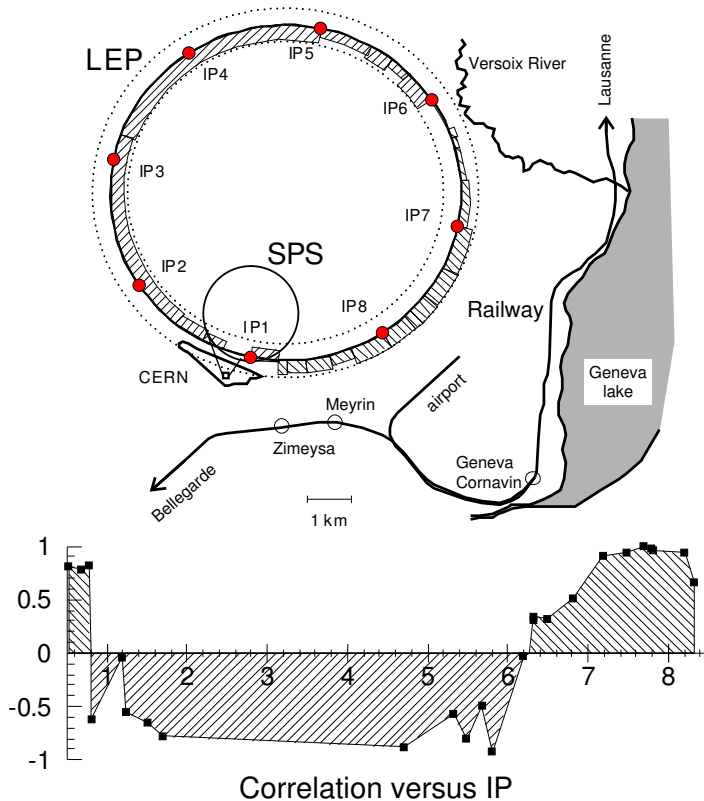 LEP
IP5
IP4
Versoix River
Lausanne
IP6
IP3
IP7
SPS
IP2
IP8
Railway
IP1
CERN
Geneva
lake
airport
Meyrin
Zimeysa
Geneva
Cornavin
Bellegarde
1 km
1
0.5
0
-0.5
-1
1 2 3 4 5 6 7 8
Correlation versus IP